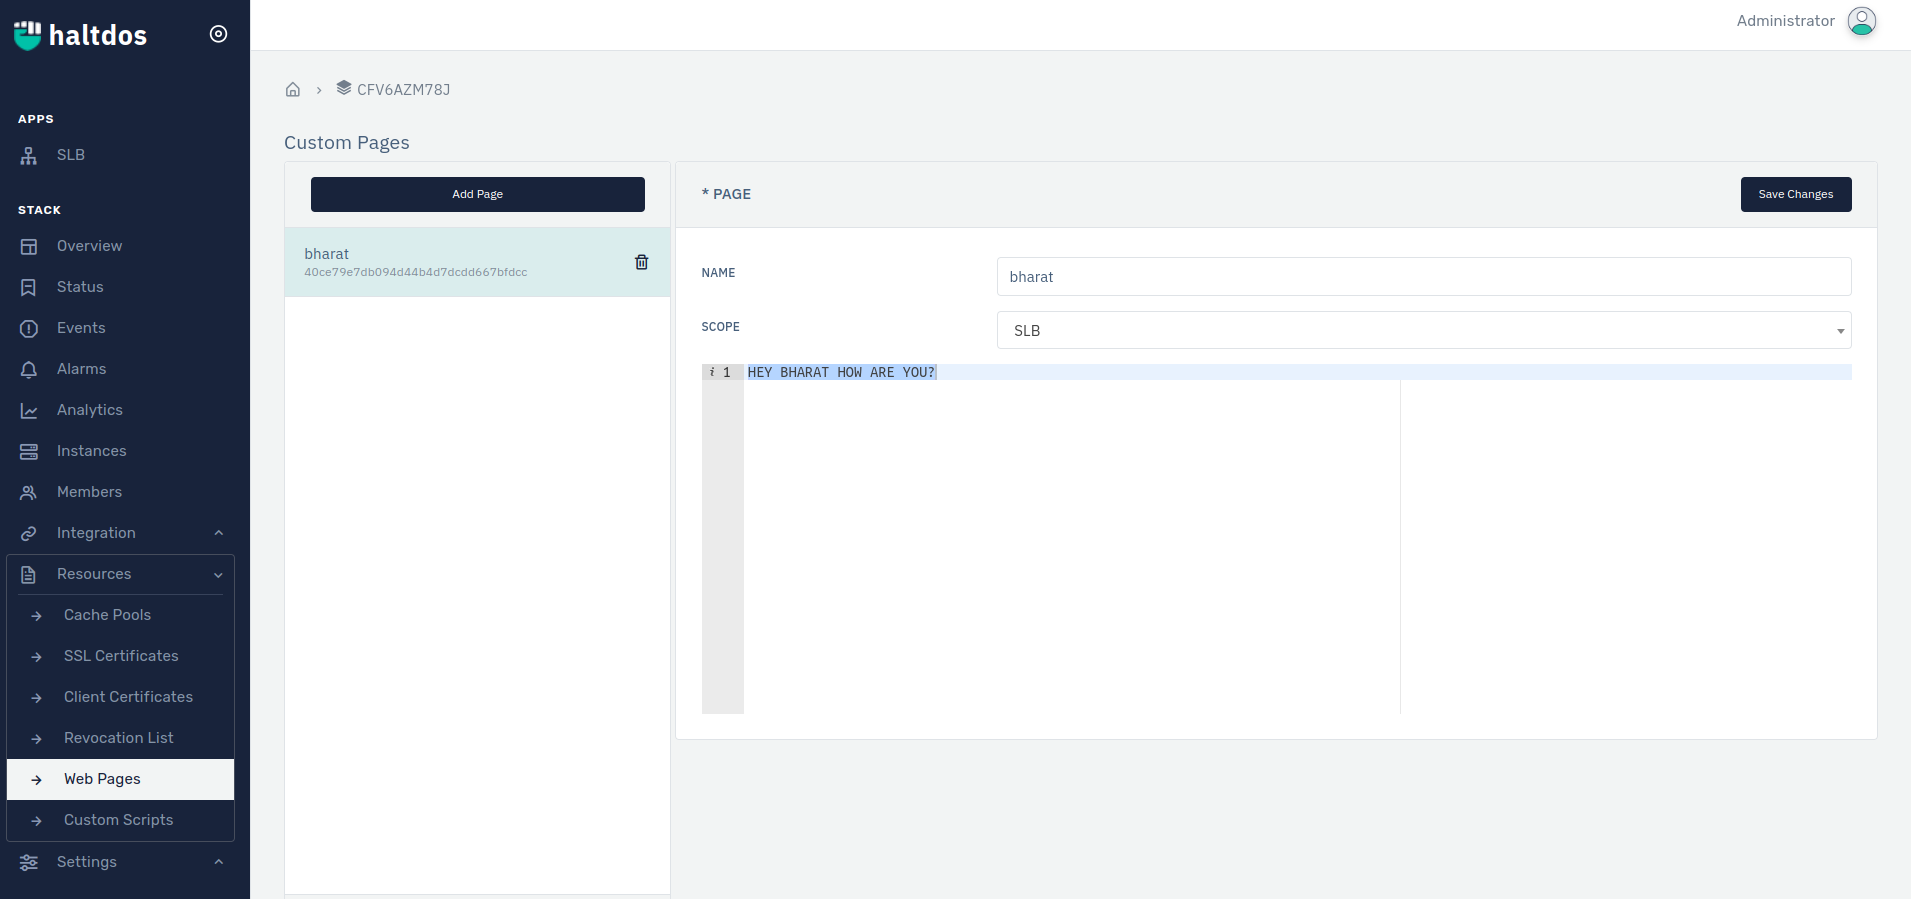 haltdos
Administrator
APPS
SLB
STACK
Overview
Status
Events
Alarms
Analytics
Instances
Members
Integration
Resources
Cache Pools
SSL Certificates
Client Certificates
Revocation List
Web Pages
Custom Scripts
Settings
CFV6AZM78J
Custom Pages
Add Page
bharat
40ce79e7db094d44b4d7dcdd667bfdcc
* PAGE
Save Changes
NAME
bharat
SCOPE
SLB
i 1 HEY BHARAT HOW ARE YOU?